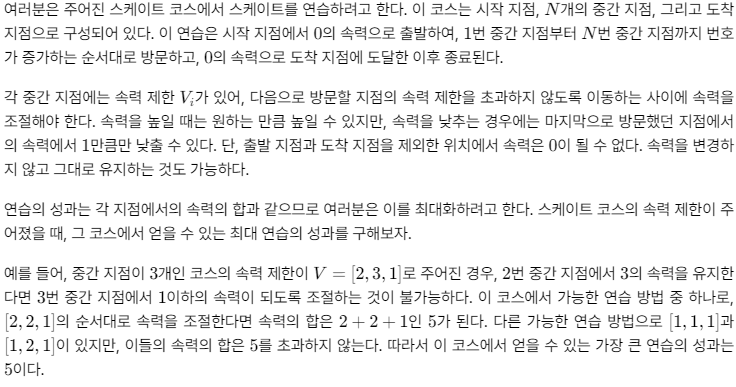 여러분은 주어진 스케이트 코스에서 스케이트를 연습하려고 한다. 이 코스는 시작 지점, N개의 중간 지점, 그리고 도착
지점으로 구성되어 있다. 이 연습은 시작 지점에서 0의 속력으로 출발하여, 1번 중간 지점부터 N번 중간 지점까지 번호
가 증가하는 순서대로 방문하고, 0의 속력으로 도착 지점에 도달한 이후 종료된다.
각 중간 지점에는 속력 제한 V_i가 있어, 다음으로 방문할 지점의 속력 제한을 초과하지 않도록 이동하는 사이에 속력을
조절해야 한다. 속력을 높일 때는 원하는 만큼 높일 수 있지만, 속력을 낮추는 경우에는 마지막으로 방문했던 지점에서
의 속력에서 1만큼만 낮출 수 있다. 단, 출발 지점과 도착 지점을 제외한 위치에서 속력은 0이 될 수 없다. 속력을 변경하
지 않고 그대로 유지하는 것도 가능하다.
연습의 성과는 각 지점에서의 속력의 합과 같으므로 여러분은 이를 최대화하려고 한다. 스케이트 코스의 속력 제한이 주
어졌을 때, 그 코스에서 얻을 수 있는 최대 연습의 성과를 구해보자.
예를 들어, 중간 지점이 3개인 코스의 속력 제한이 V = [2, 3, 1]로 주어진 경우, 2번 중간 지점에서 3의 속력을 유지한
다면 3번 중간 지점에서 1이하의 속력이 되도록 조절하는 것이 불가능하다. 이 코스에서 가능한 연습 방법 중 하나로,
[2, 2, 1]의 순서대로 속력을 조절한다면 속력의 합은 2 + 2 + 1인 5가 된다. 다른 가능한 연습 방법으로 [1, 1, 1]과
[1, 2, 1]이 있지만, 이들의 속력의 합은 5를 초과하지 않는다. 따라서 이 코스에서 얻을 수 있는 가장 큰 연습의 성과는
5이다.